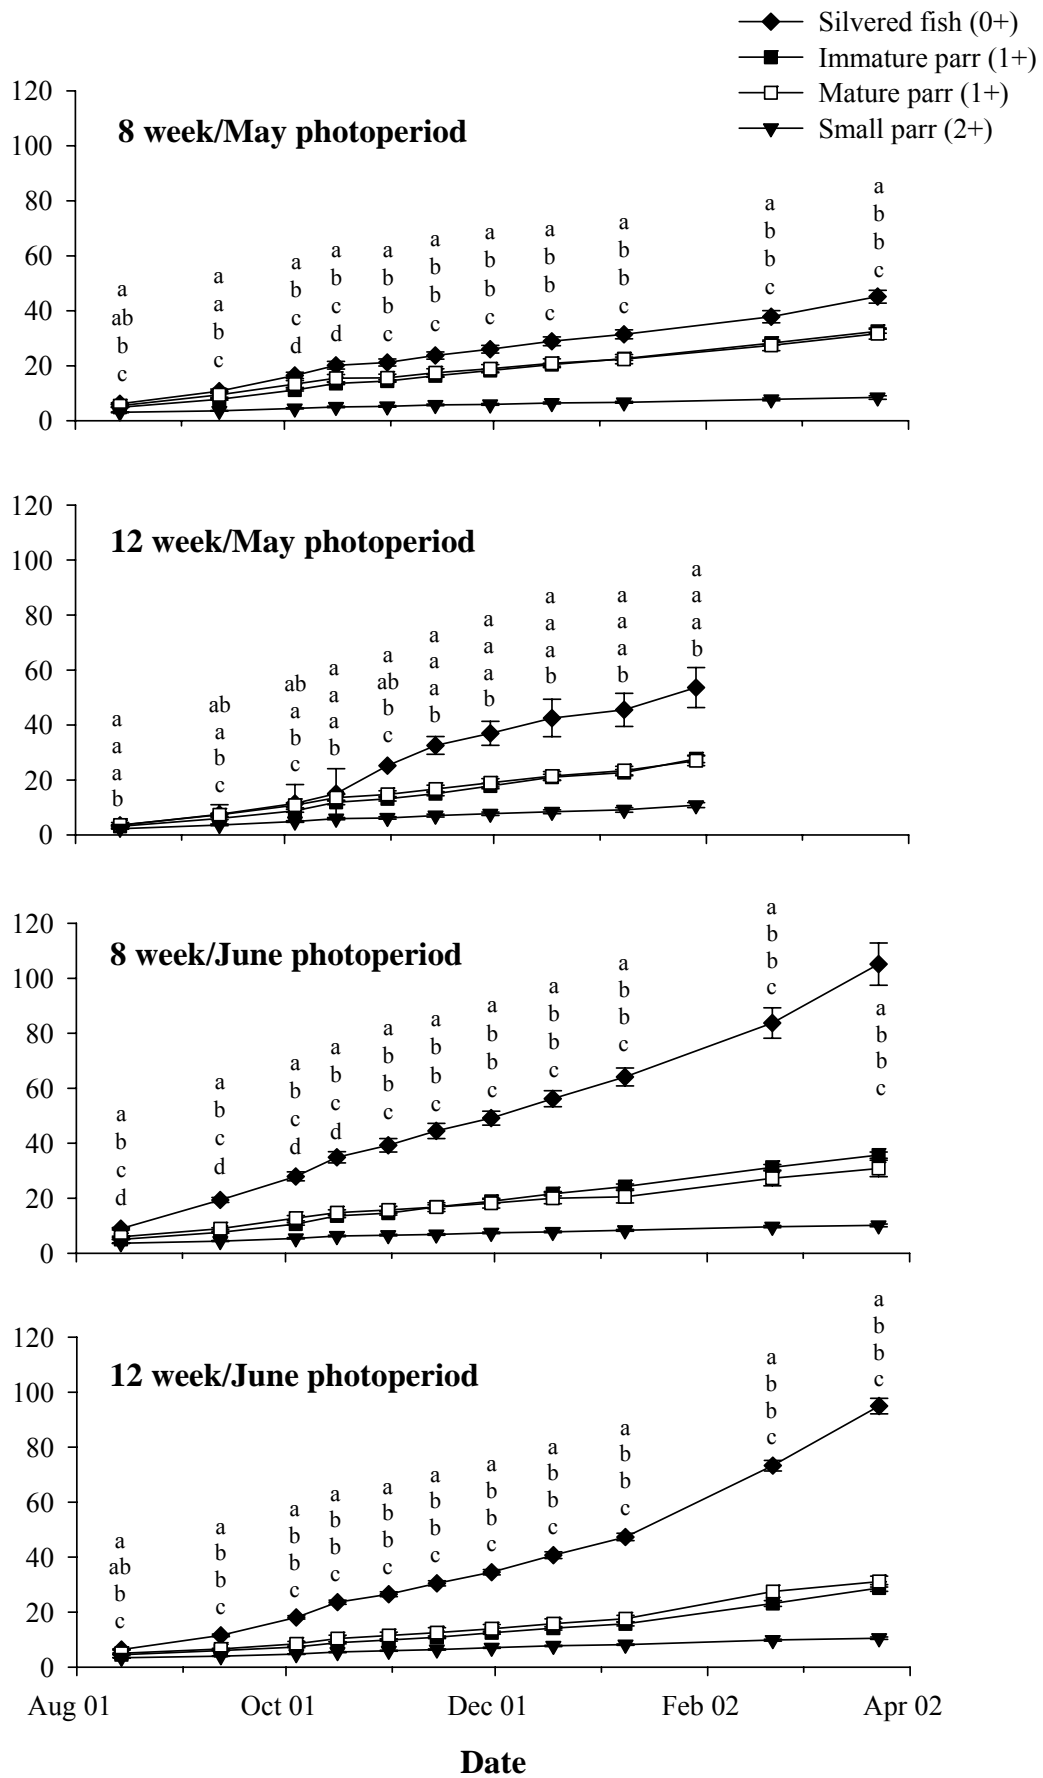 Silvered fish (0+)
Immature parr (1+)
Mature parr (1+)
Small parr (2+)
8 week/May photoperiod
120
100
80
60
40
20
0
a ab b c
a a b c
a b c d
a b c d
a b b c
a b b c
a b b c
a b b c
a b b c
a b b c
a b b c
12 week/May photoperiod
120
100
80
60
40
20
0
a a a b
ab a b c
ab a b c
a a a b
a ab b c
a a a b
a a a b
a a a b
a a a b
a a a b
8 week/June photoperiod
120
100
80
60
40
20
0
a b c d
a b c d
a b c d
a b c d
a b b c
a b b c
a b b c
a b b c
a b b c
a b b c
a b b c
12 week/June photoperiod
120
100
80
60
40
20
0
a ab b c
a b b c
a b b c
a b b c
a b b c
a b b c
a b b c
a b b c
a b b c
a b b c
a b b c
Aug 01 Oct 01 Dec 01 Feb 02 Apr 02
Date